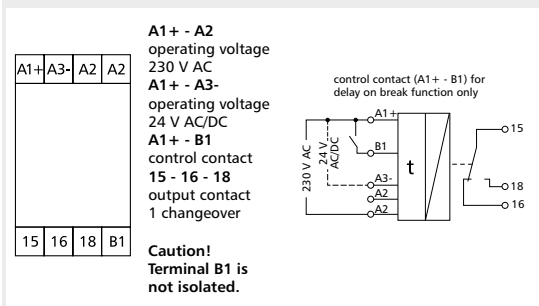 A1+ A3- A2 A2
15 16 18 B1
A1+ - A2
operating voltage
230 V AC
A1+ - A3-
operating voltage
24 V AC/DC
A1+ - B1
control contact
15 - 16 - 18
output contact
1 changeover
Caution!
Terminal B1 is
not isolated.
control contact (A1+ - B1) for
delay on break function only
230 V AC
24 V
AC/DC
A1+
B1
A3-
A2
A2
t
15
18
16